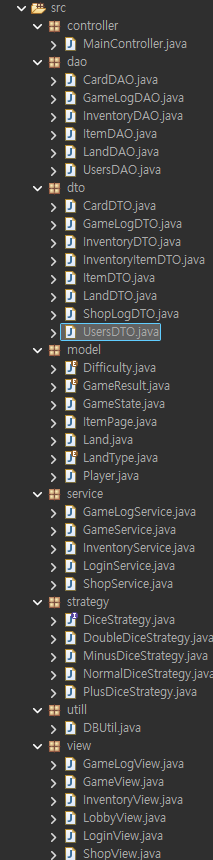 src
controller
MainController.java
dao
CardDAO.java
GameLogDAO.java
InventoryDAO.java
ItemDAO.java
LandDAO.java
UsersDAO.java
dto
CardDTO.java
GameLogDTO.java
InventoryDTO.java
InventoryItemDTO.java
ItemDTO.java
LandDTO.java
ShopLogDTO.java
UsersDTO.java
model
Difficulty.java
GameResult.java
GameState.java
ItemPage.java
Land.java
LandType.java
Player.java
service
GameLogService.java
GameService.java
InventoryService.java
LoginService.java
ShopService.java
strategy
DiceStrategy.java
DoubleDiceStrategy.java
MinusDiceStrategy.java
NormalDiceStrategy.java
PlusDiceStrategy.java
utill
DBUtil.java
view
GameLogView.java
GameView.java
InventoryView.java
LobbyView.java
LoginView.java
ShopView.java